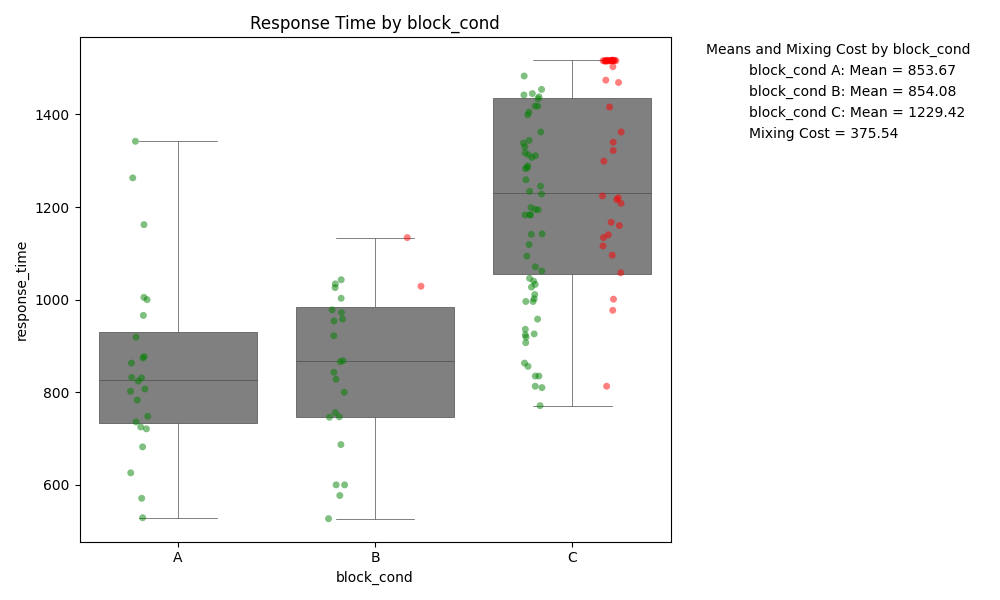 Response Time by block_cond
Means and Mixing Cost by block_cond
block_cond A: Mean = 853.67
block_cond B: Mean = 854.08
block_cond C: Mean = 1229.42
Mixing Cost = 375.54
response_time
1400
1200
1000
800
600
A
B
C
block_cond